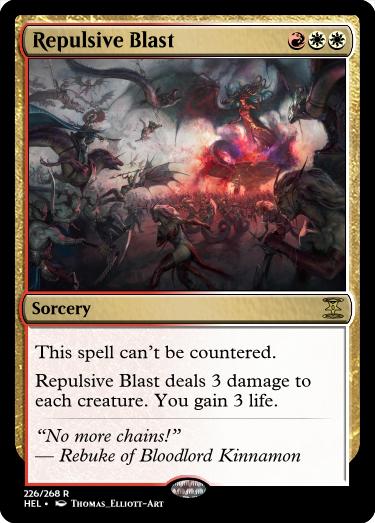 Repulsive Blast
Sorcery
This spell can't be countered.
Repulsive Blast deals 3 damage to
each creature. You gain 3 life.
“No more chains!”
— Rebuke of Bloodlord Kinnamon
226/268 R
HEL • Thomas_Elliott-Art